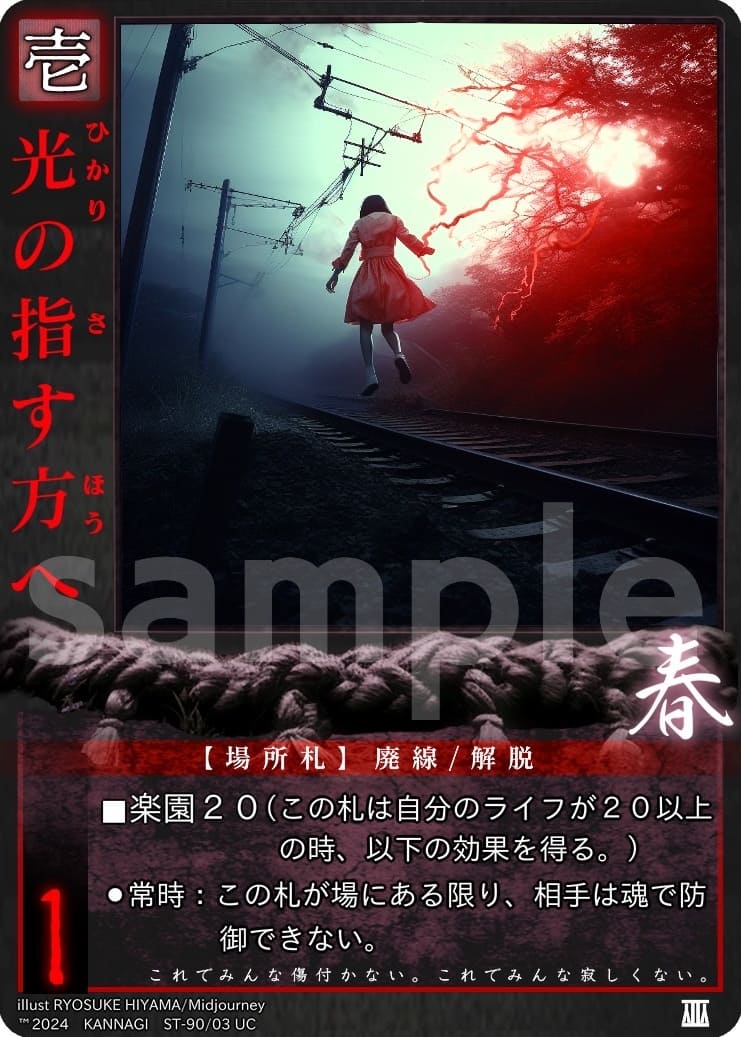 壱
光の指す方へ
ひかり
さ
ほう
sample
春
【場所札】廃線/解脱
■楽園２０(この札は自分のライフが２０以上
の時、以下の効果を得る。)
●常時：この札が場にある限り、相手は魂で防
御できない。
1
これでみんな傷付かない。これでみんな寂しくない。
illust RYOSUKE HIYAMA/Midjourney
™2024 KANNAGI ST-90/03 UC